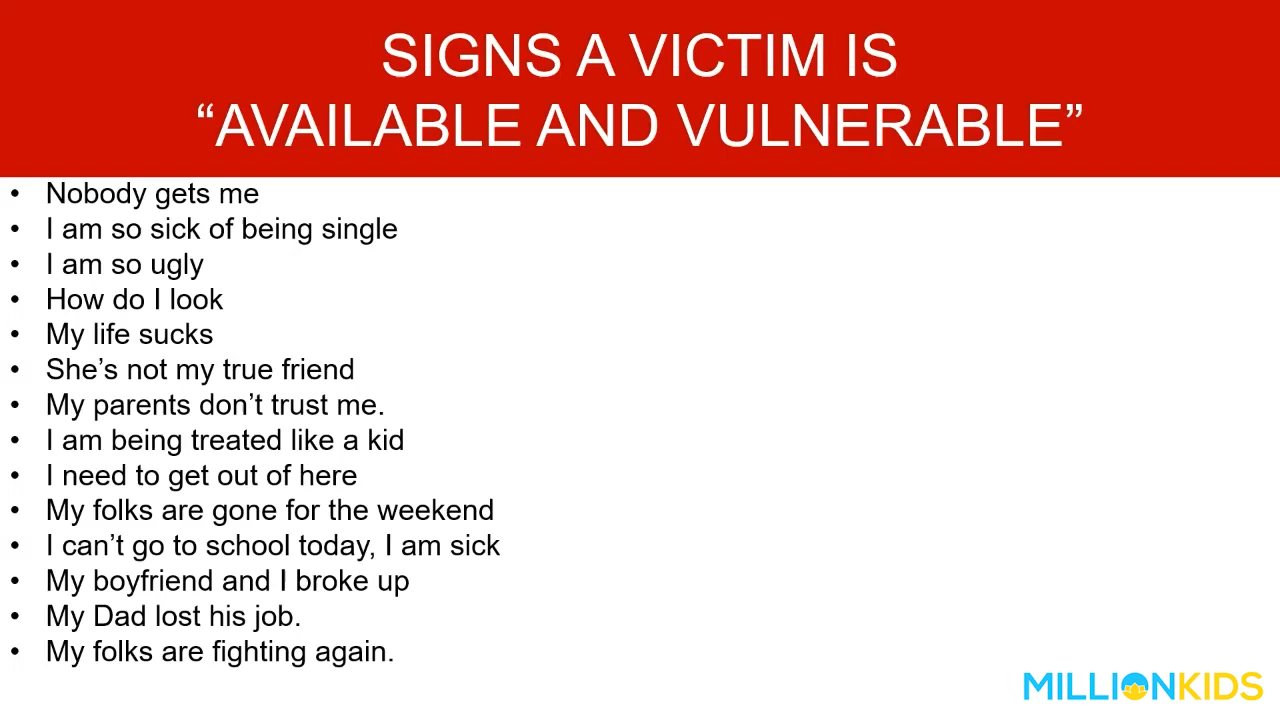 SIGNS A VICTIM IS
“AVAILABLE AND VULNERABLE”
• Nobody gets me
• I am so sick of being single
• I am so ugly
• How do I look
• My life sucks
• She’s not my true friend
• My parents don’t trust me.
• I am being treated like a kid
• I need to get out of here
• My folks are gone for the weekend
• I can’t go to school today, I am sick
• My boyfriend and I broke up
• My Dad lost his job.
• My folks are fighting again.
MILLIONKIDS